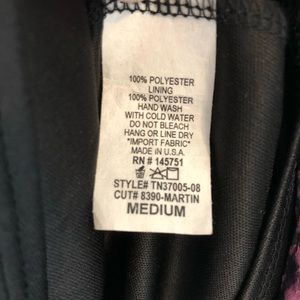 100% POLYESTER
LINING
100% POLYESTER
HAND WASH
WITH COLD WATER
DO NOT BLEACH
HANG OR LINE DRY
*IMPORT FABRIC*
MADE IN U.S.A.
RN # 145751
STYLE# TN37005-08
CUT# 8390-MARTIN
MEDIUM